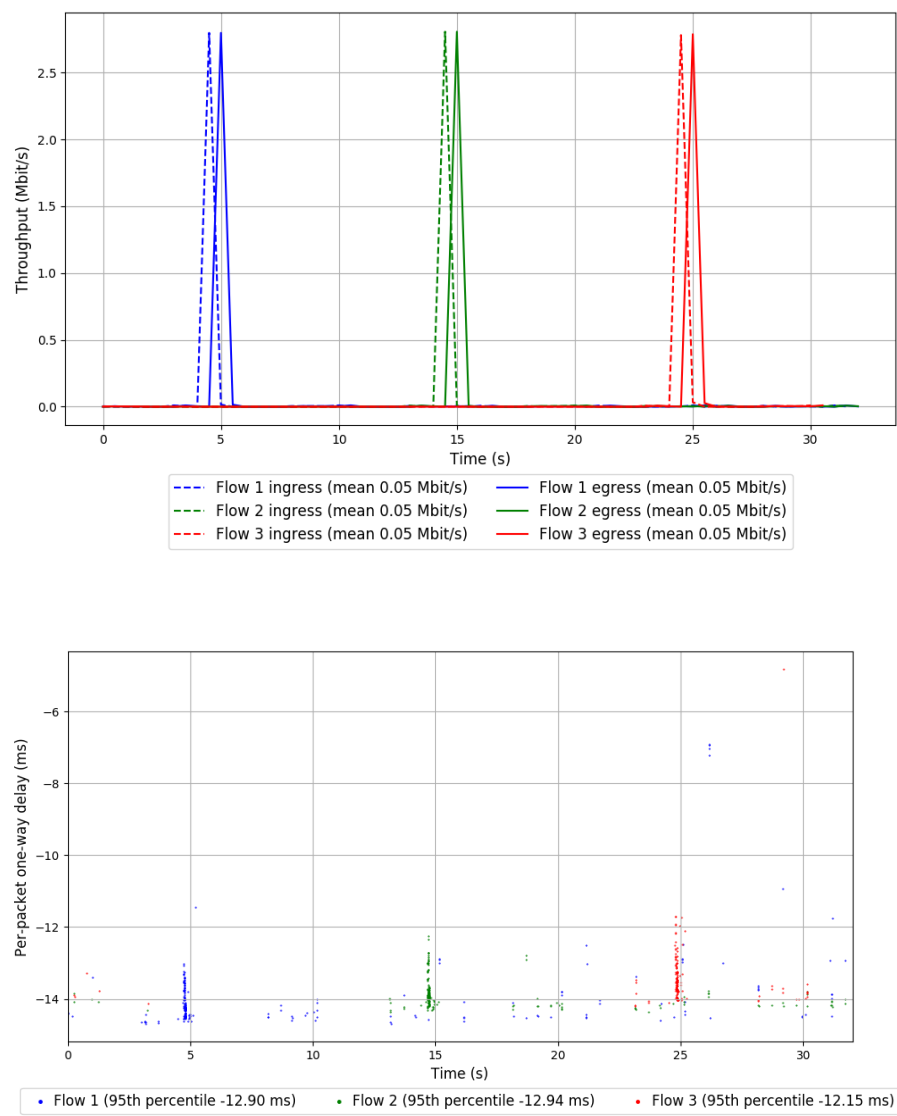 Throughput (Mbit/s)
2.5
2.0
1.5
1.0
0.5
0.0
0 5 10 15 20 25 30
Time (s)
Flow 1 ingress (mean 0.05 Mbit/s) Flow 1 egress (mean 0.05 Mbit/s)
Flow 2 ingress (mean 0.05 Mbit/s) Flow 2 egress (mean 0.05 Mbit/s)
Flow 3 ingress (mean 0.05 Mbit/s) Flow 3 egress (mean 0.05 Mbit/s)
Per-packet one-way delay (ms)
−6
−8
−10
−12
−14
0 5 10 15 20 25 30
Time (s)
Flow 1 (95th percentile -12.90 ms) Flow 2 (95th percentile -12.94 ms) Flow 3 (95th percentile -12.15 ms)